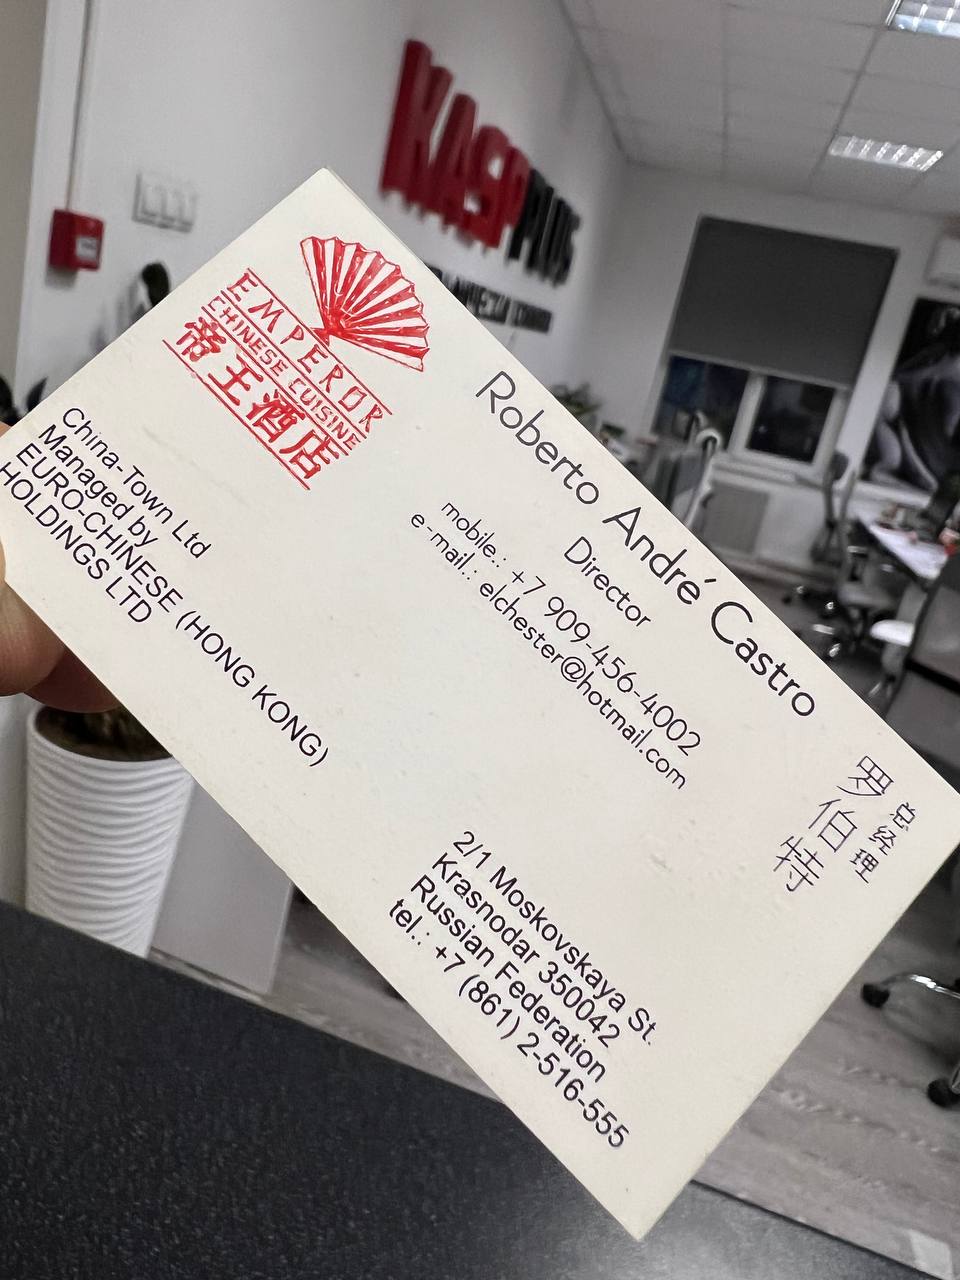 KASPPLUS
EMPEROR
CHINESE CUISINE
帝王酒店
China-Town Ltd
Managed by
EURO-CHINESE (HONG KONG)
HOLDINGS LTD
Roberto André Castro
Director
mobile.: +7 909-456-4002
e-mail.: elchester@hotmail.com
罗伯特
总经理
2/1 Moskovskaya St.
Krasnodar 350042
Russian Federation
tel.: +7 (861) 2-516-555